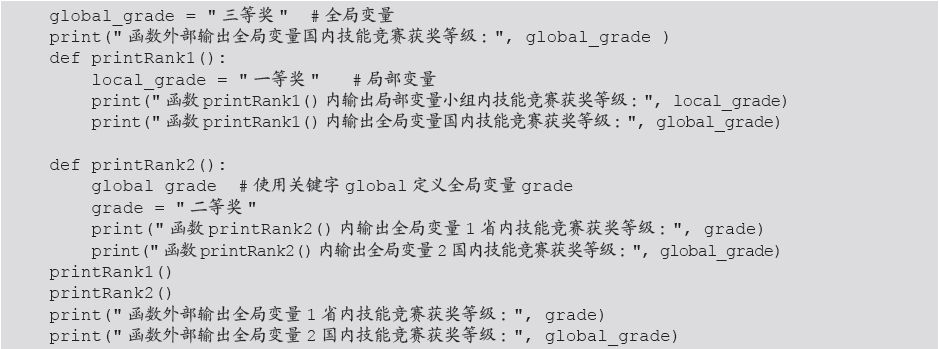 global_grade = "三等奖"  #全局变量
print("函数外部输出全局变量国内技能竞赛获奖等级:", global_grade )
def printRank1():
    local_grade = "一等奖"   #局部变量
    print("函数printRank1()内输出局部变量小组内技能竞赛获奖等级:", local_grade)
    print("函数printRank1()内输出全局变量国内技能竞赛获奖等级:", global_grade)

def printRank2():
    global grade  #使用关键字global定义全局变量grade
    grade = "二等奖"
    print("函数printRank2()内输出全局变量1省内技能竞赛获奖等级:", grade)
    print("函数printRank2()内输出全局变量2国内技能竞赛获奖等级:", global_grade)
printRank1()
printRank2()
print("函数外部输出全局变量1省内技能竞赛获奖等级:", grade)
print("函数外部输出全局变量2国内技能竞赛获奖等级:", global_grade)